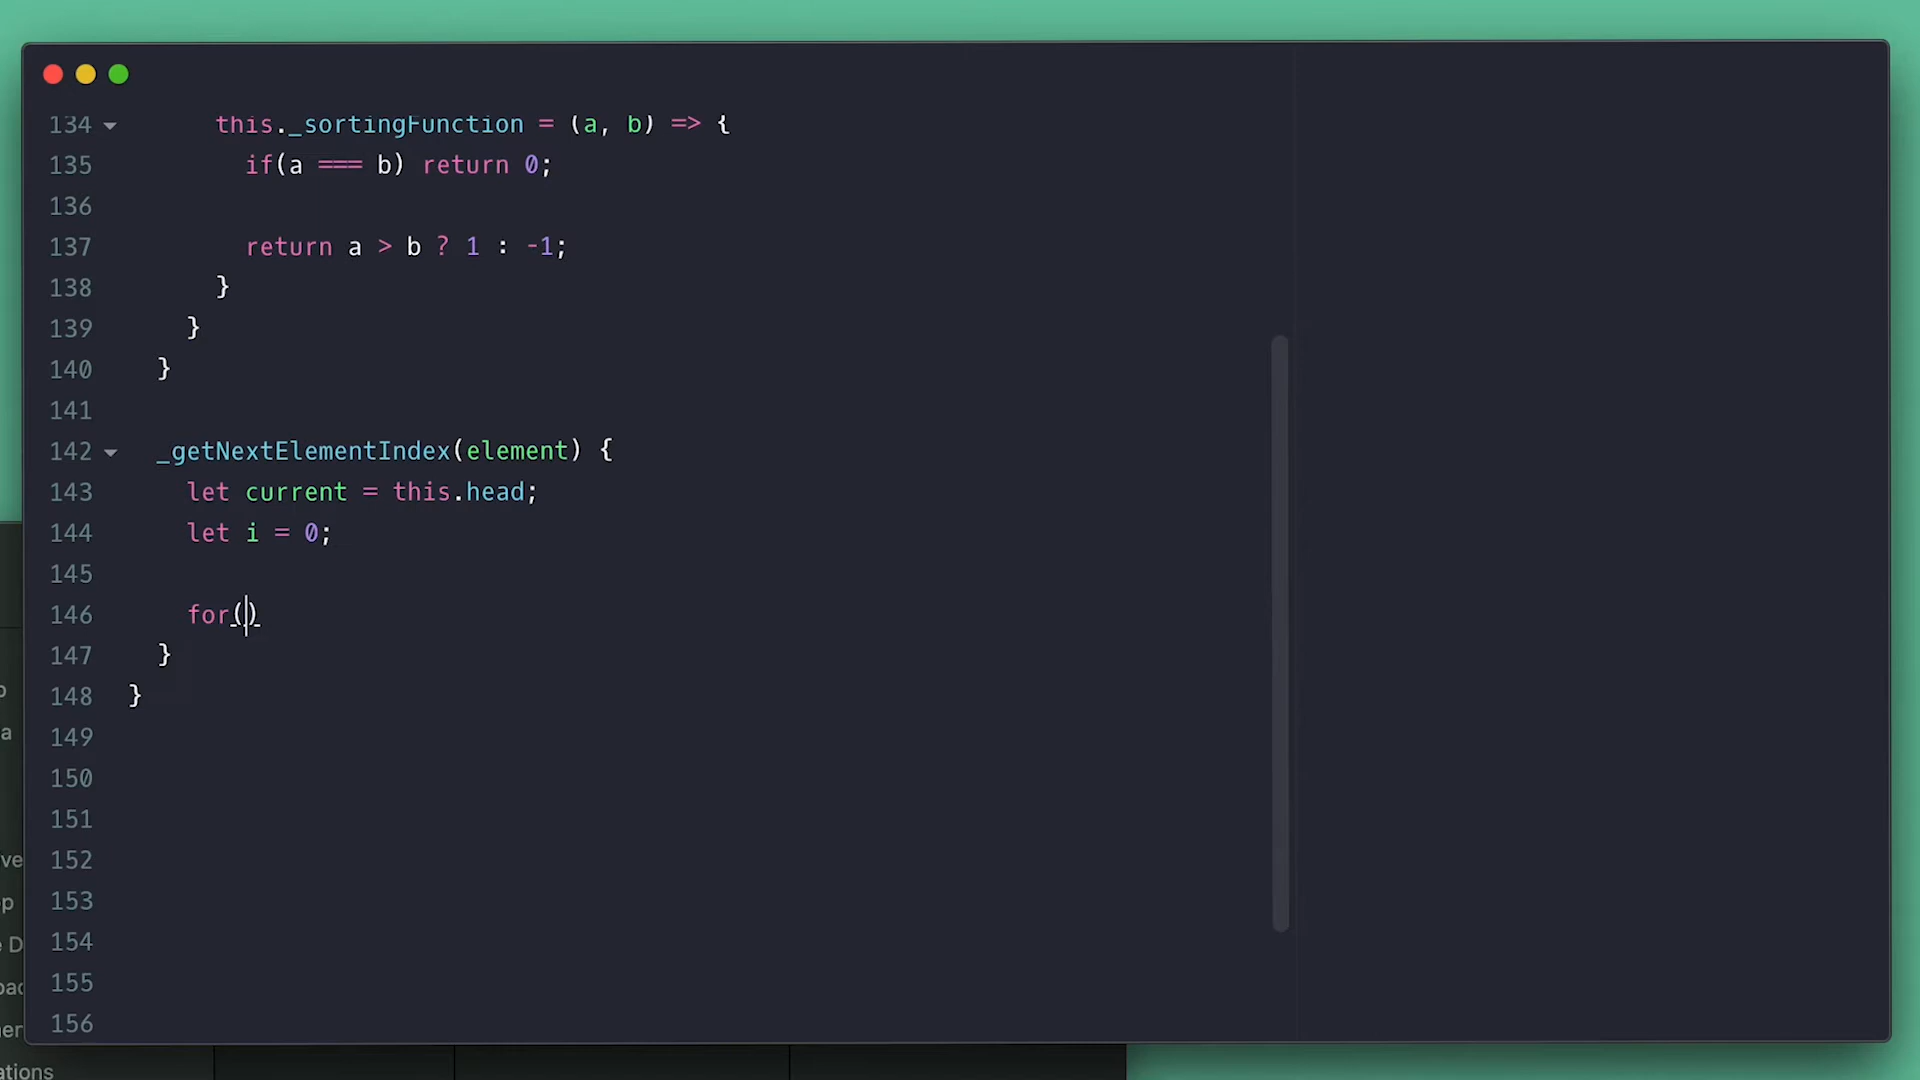 134 this._sortingFunction = (a, b) => {
135 if(a === b) return 0;
136
137 return a > b ? 1 : -1;
138 }
139 }
140 }
141
142 _getNextElementIndex(element) {
143 let current = this.head;
144 let i = 0;
145
146 for()
147 }
148 }
149
150
151
152
153
154
155
156
ations